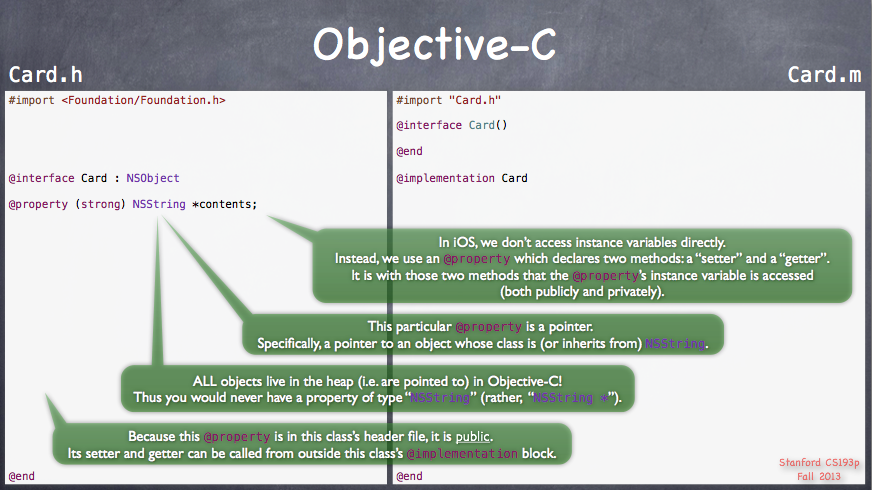 Objective-C
Card.h
Card.m
#import <Foundation/Foundation.h>
@interface Card : NSObject
@property (strong) NSString *contents;
@end
#import "Card.h"
@interface Card()
@end
@implementation Card
@end
In iOS, we don't access instance variables directly.
Instead, we use an @property which declares two methods: a "setter" and a "getter".
It is with those two methods that the @property's instance variable is accessed
(both publicly and privately).
This particular @property is a pointer.
Specifically, a pointer to an object whose class is (or inherits from) NSString.
ALL objects live in the heap (i.e. are pointed to) in Objective-C!
Thus you would never have a property of type "NSString" (rather, "NSString *").
Because this @property is in this class's header file, it is public.
Its setter and getter can be called from outside this class's @implementation block.
Stanford CS193p
Fall 2013